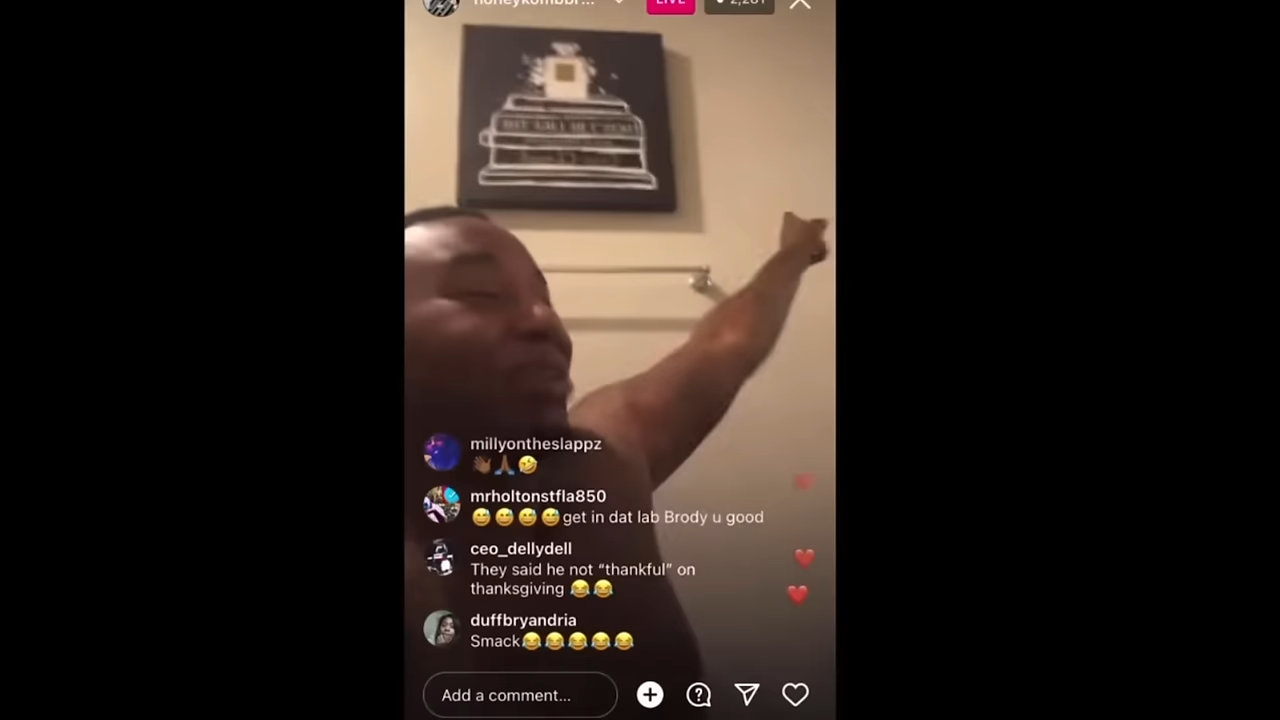 LIVE
millyontheslappz
👋🏾🙏🏾🤣
mrholtonstfla850
😅😅😅😅get in dat lab Brody u good
ceo_dellydell
They said he not “thankful” on
thanksgiving 😂😂
duffbryandria
Smack😂😂😂😂😂
Add a comment...